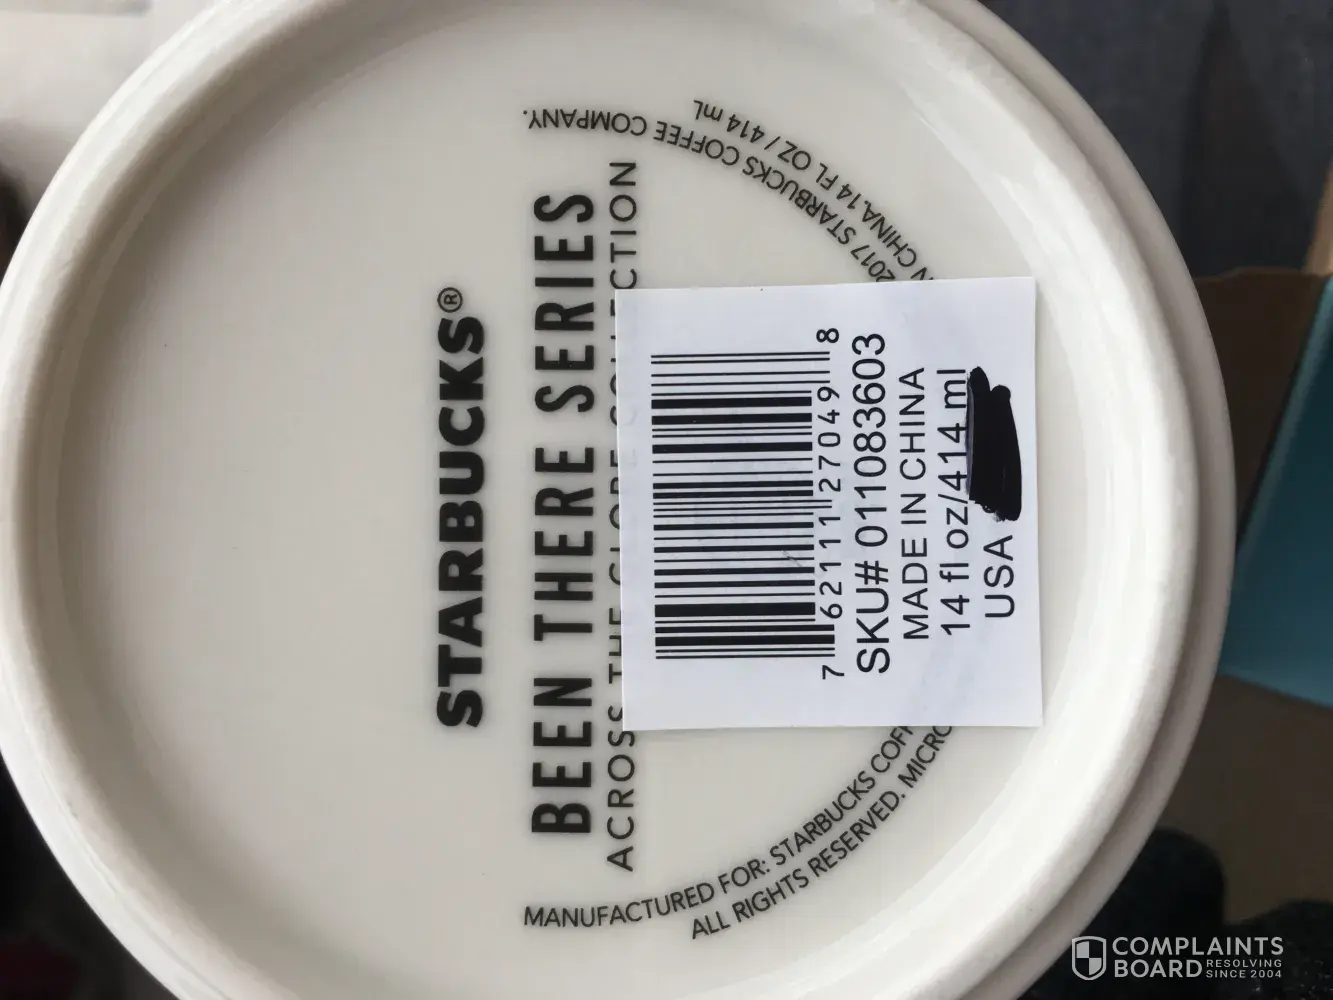 STARBUCKS®
BEEN THERE SERIES
ACROSS THE GLOBE COLLECTION
MANUFACTURED FOR: STARBUCKS
2017 STARBUCKS COFFEE COMPANY.
ALL RIGHTS RESERVED.
CHINA. 14 FL OZ / 414 mL
7 62111 27049 8
SKU# 011083603
MADE IN CHINA
14 fl oz/414 ml
USA
COMPLAINTS
BOARD RESOLVING
SINCE 2004